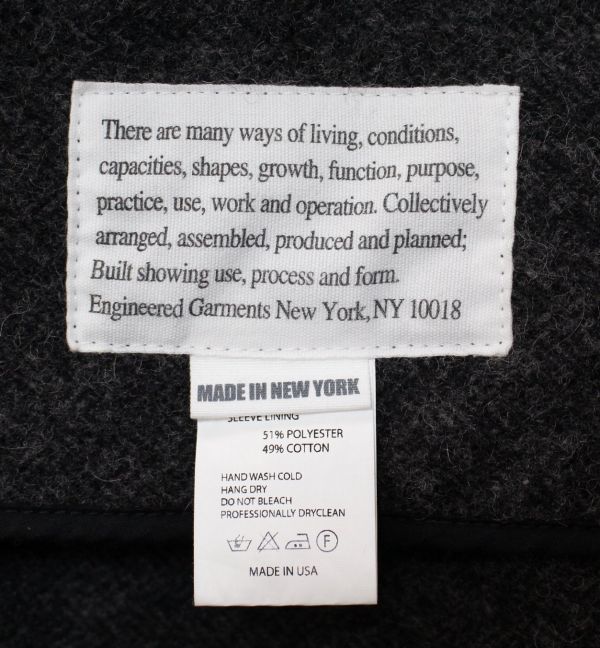 There are many ways of living, conditions,
capacities, shapes, growth, function, purpose,
practice, use, work and operation. Collectively
arranged, assembled, produced and planned;
Built showing use, process and form.
Engineered Garments New York, NY 10018
MADE IN NEW YORK
SLEEVE LINING
51% POLYESTER
49% COTTON
HAND WASH COLD
HANG DRY
DO NOT BLEACH
PROFESSIONALLY DRYCLEAN
F
MADE IN USA